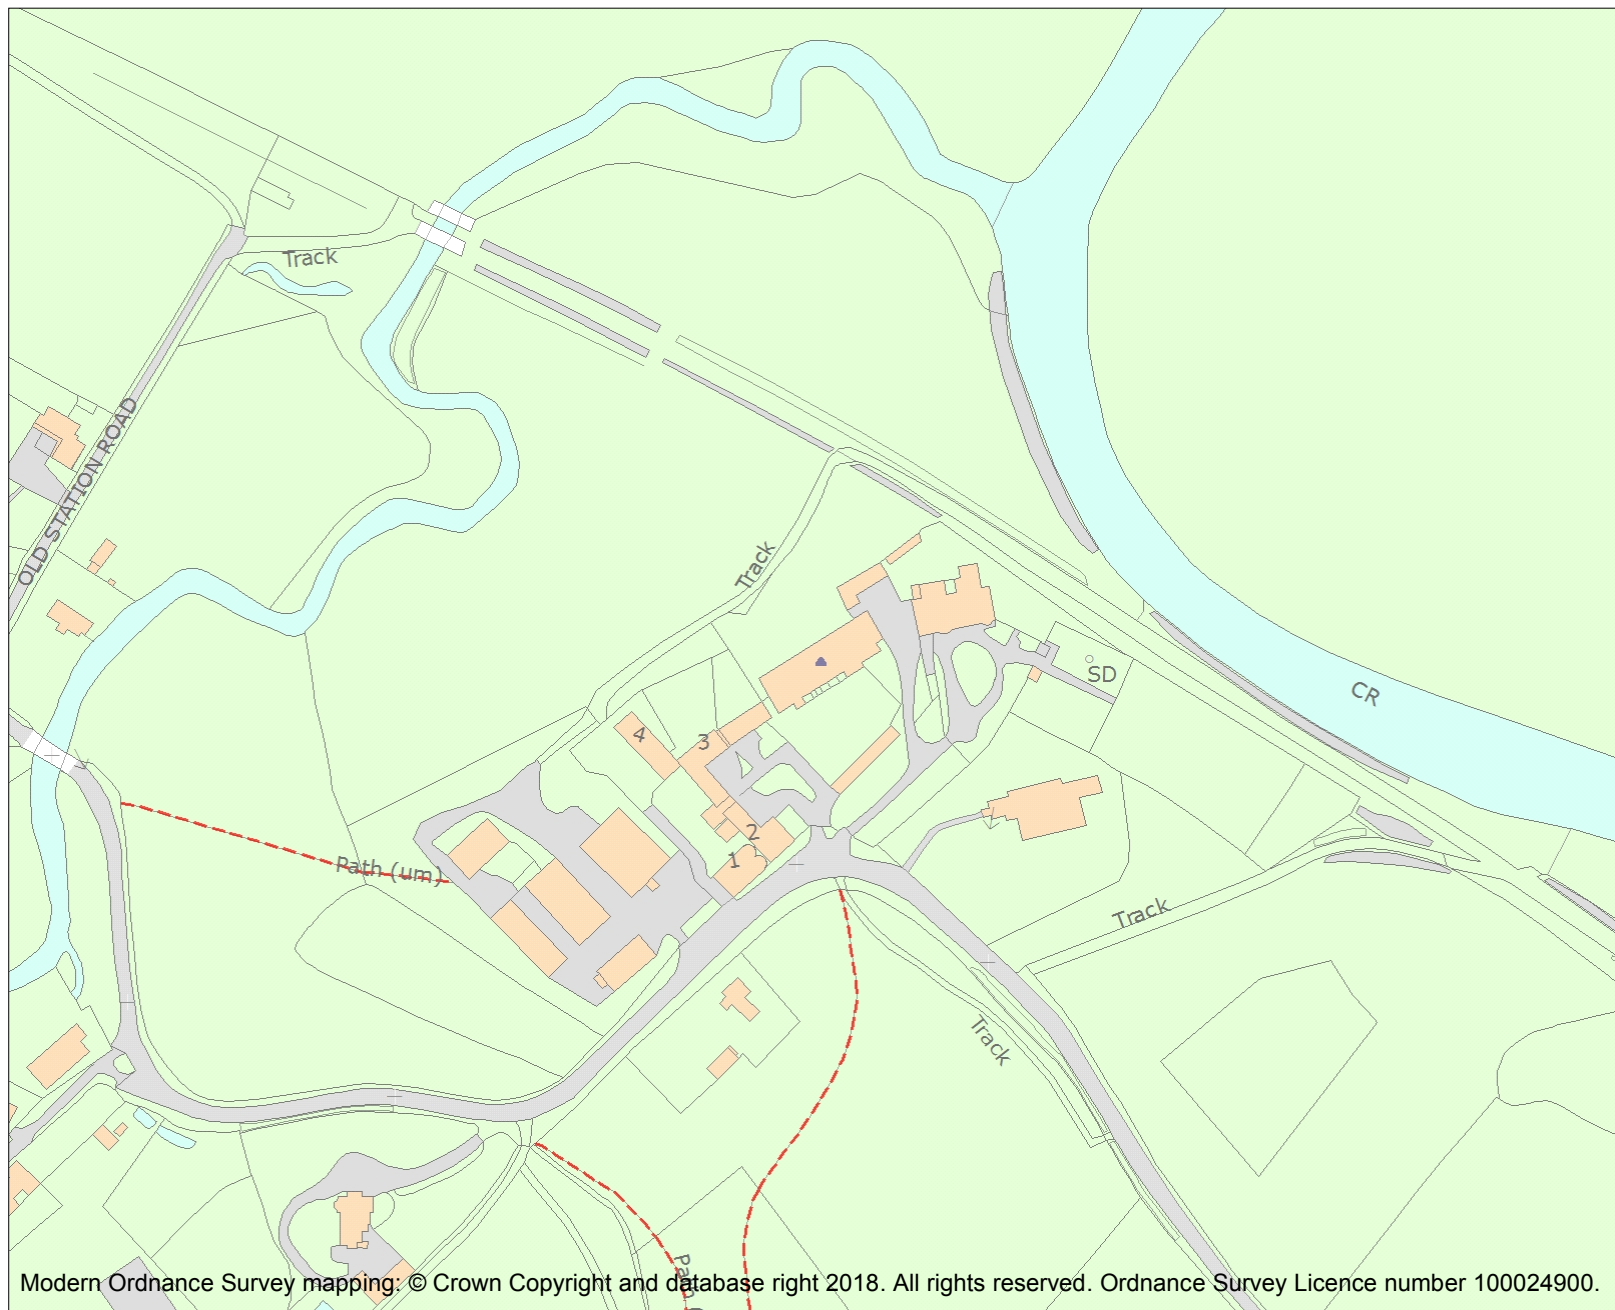 Track
OLD STATION ROAD
Track
SD
CR
4
3
2
1
Path (um)
Track
Track
Path
Modern Ordnance Survey mapping: © Crown Copyright and database right 2018. All rights reserved. Ordnance Survey Licence number 100024900.